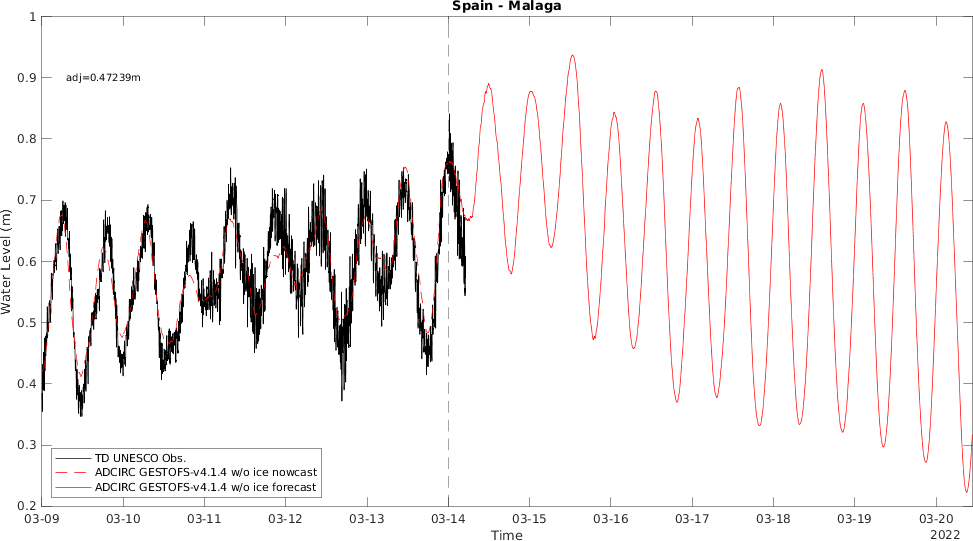 Spain - Malaga
1
0.9
0.8
0.7
0.6
0.5
0.4
0.3
0.2
Water Level (m)
adj=0.47239m
TD UNESCO Obs.
ADCIRC GESTOFS-v4.1.4 w/o ice nowcast
ADCIRC GESTOFS-v4.1.4 w/o ice forecast
03-09 03-10 03-11 03-12 03-13 03-14 03-15 03-16 03-17 03-18 03-19 03-20
2022
Time